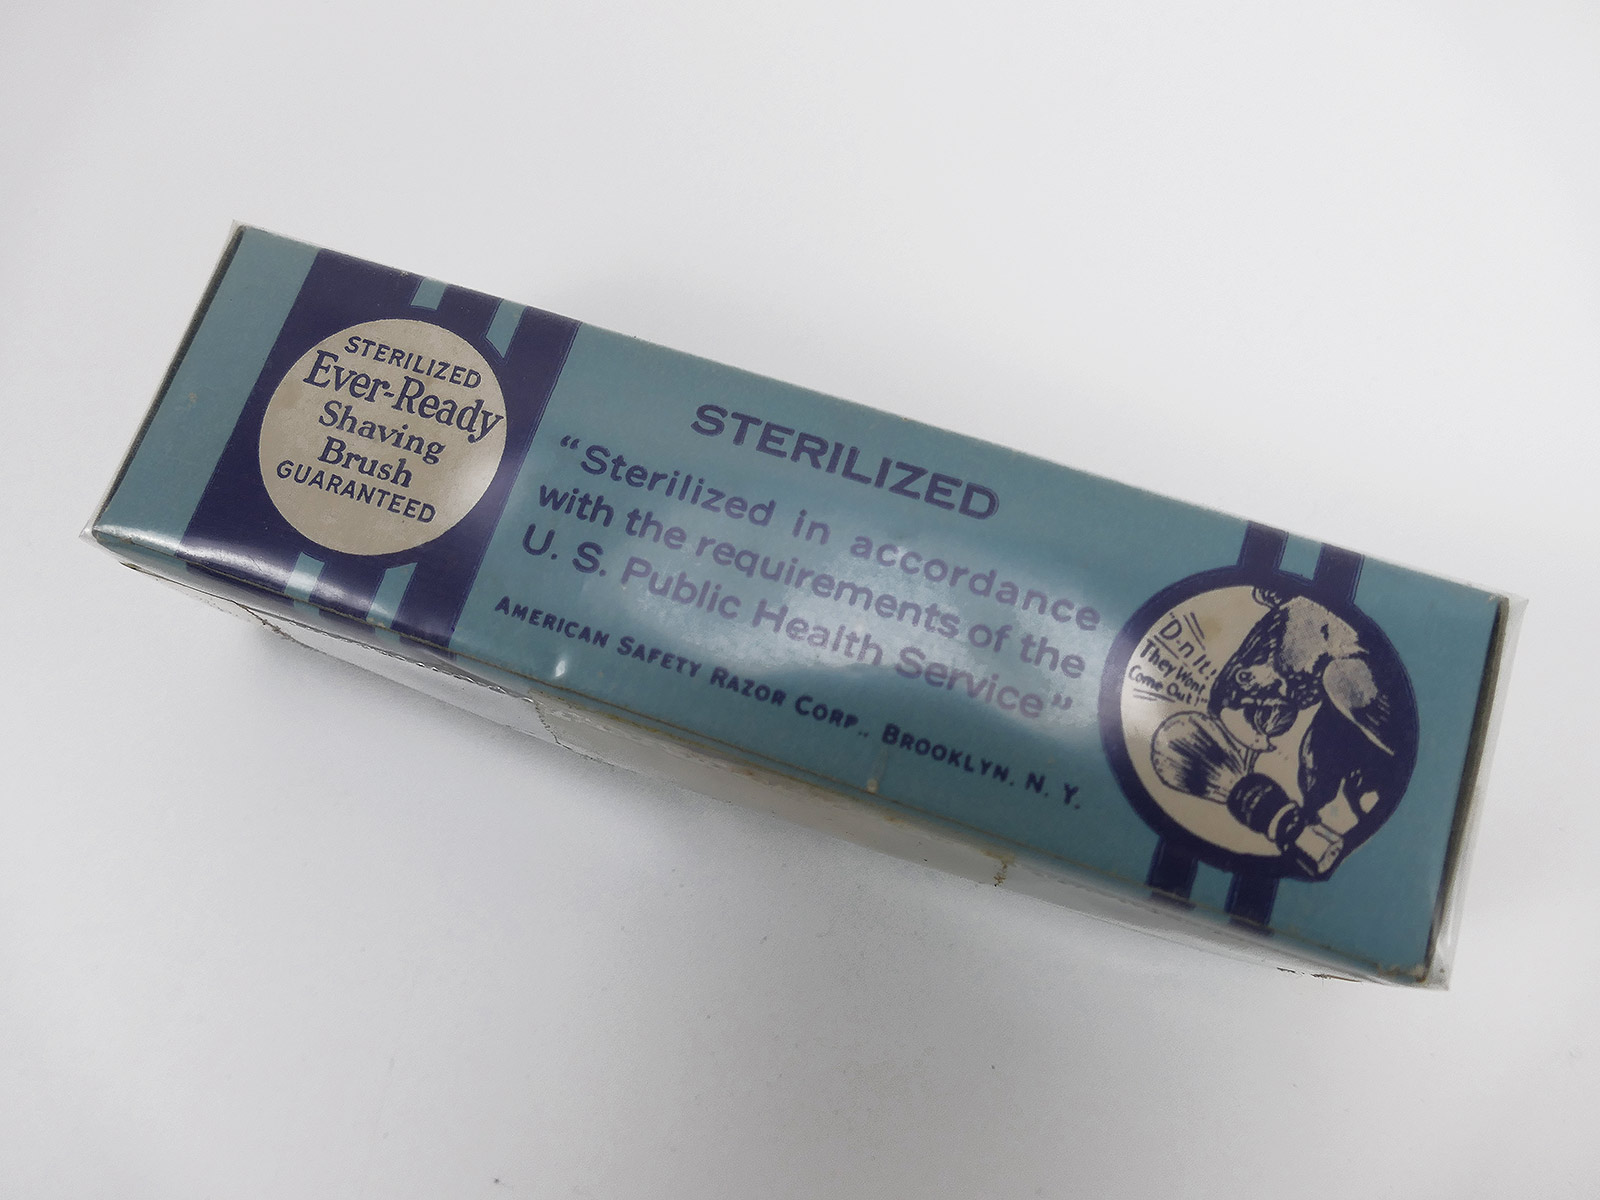 STERILIZED
Ever-Ready
Shaving
Brush
GUARANTEED
STERILIZED
“Sterilized in accordance
with the requirements of the
U. S. Public Health Service”
AMERICAN SAFETY RAZOR CORP., BROOKLYN, N. Y.
"D-n It!
They Wont
Come Out!"